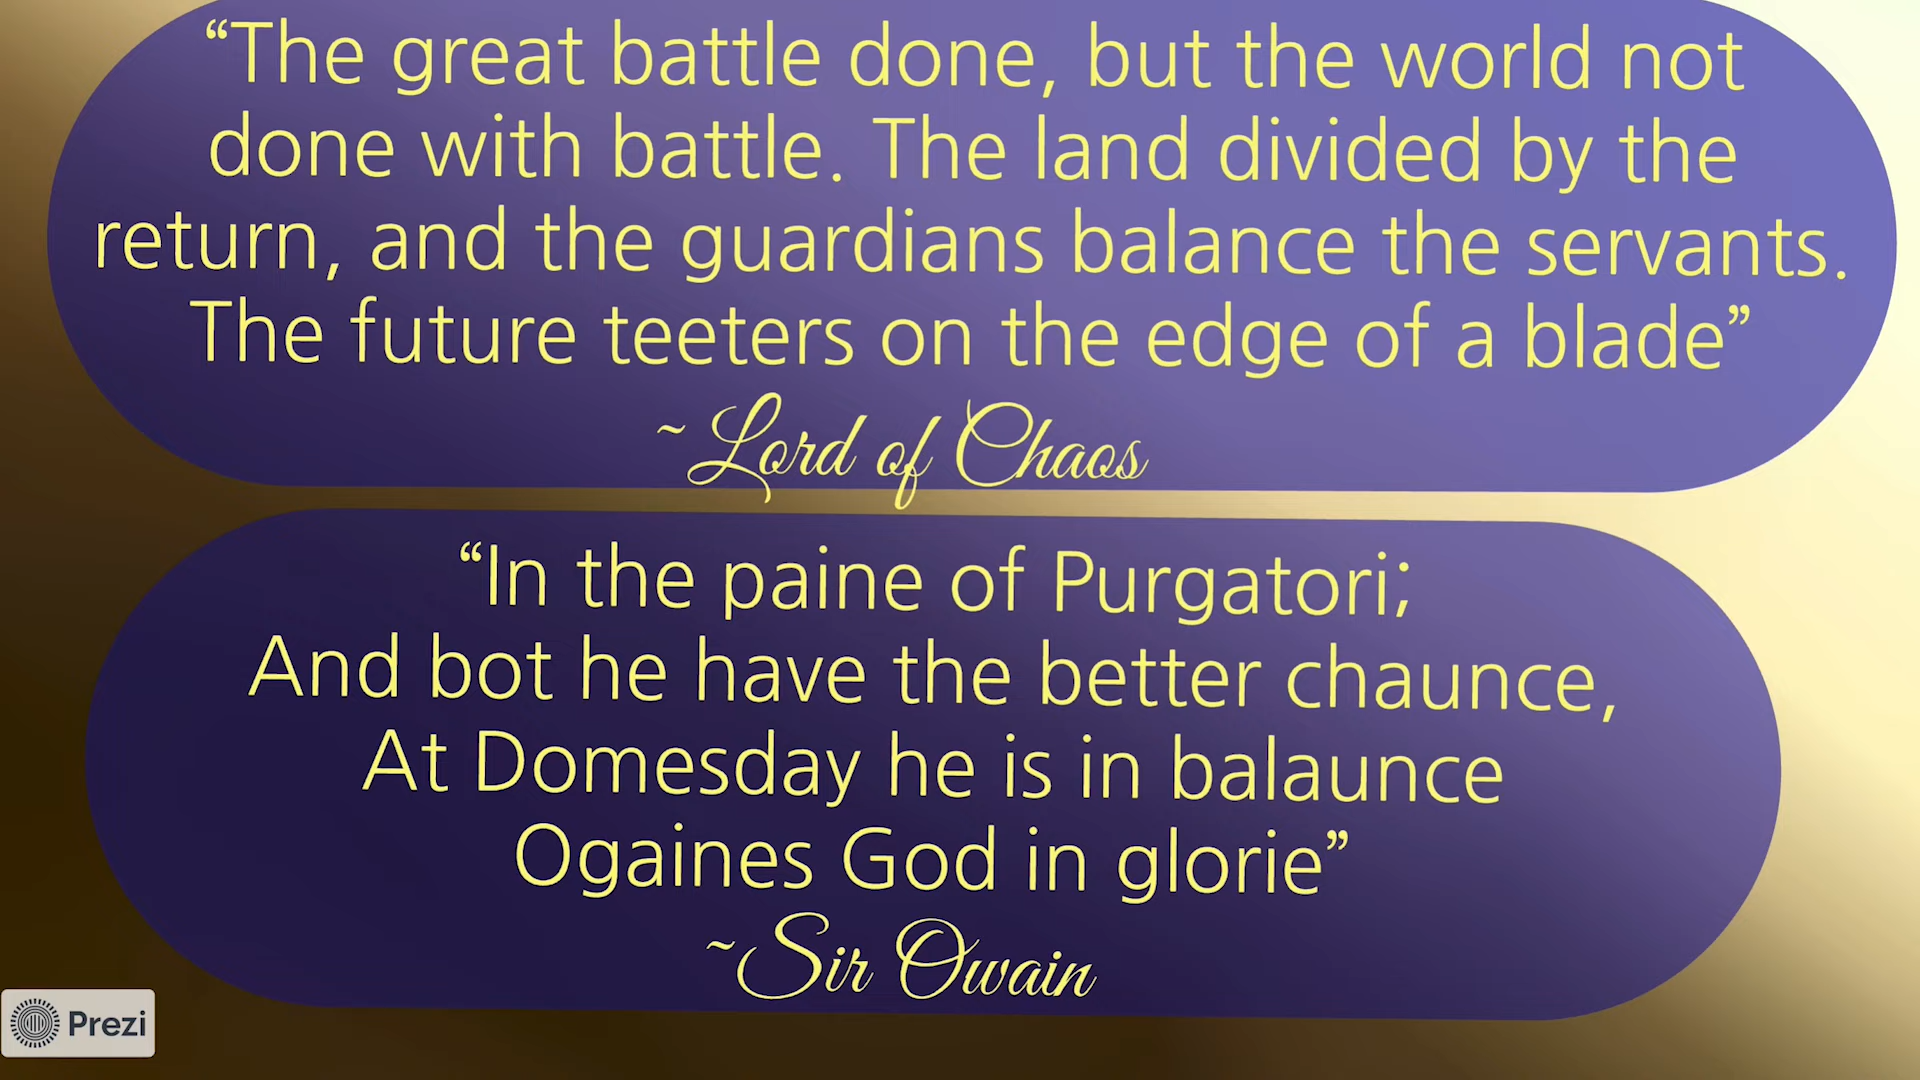 “The great battle done, but the world not
done with battle. The land divided by the
return, and the guardians balance the servants.
The future teeters on the edge of a blade”
~ Lord of Chaos
“In the paine of Purgatori;
And bot he have the better chaunce,
At Domesday he is in balaunce
Ogaines God in glorie”
~Sir Owain
Prezi